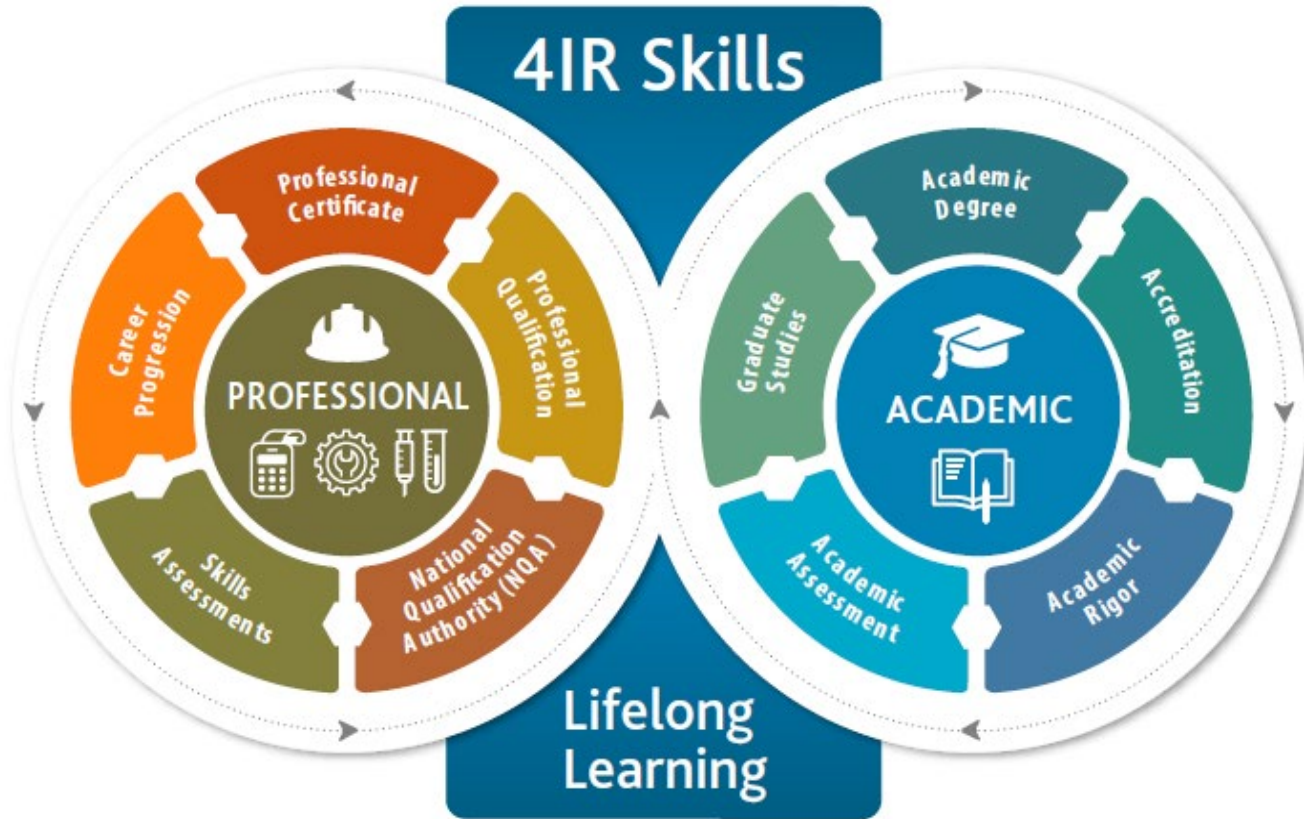 4IR Skills
Professional
Certificate
Professional
Qualification
National
Qualification
Authority (NQA)
Skills
Assessments
Career
Progression
PROFESSIONAL
Academic
Degree
Accreditation
Academic
Rigor
Academic
Assessment
Graduate
Studies
ACADEMIC
Lifelong
Learning